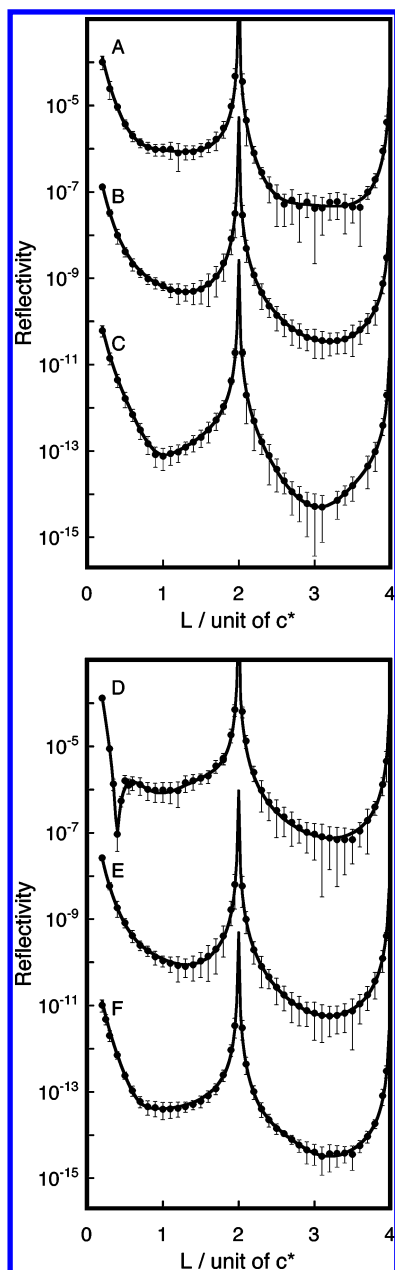 A
10^-5
10^-7
B
10^-9
Reflectivity
C
10^-11
10^-13
10^-15
0 1 2 3 4
L / unit of c*
D
10^-5
10^-7
E
10^-9
Reflectivity
10^-11
F
10^-13
10^-15
0 1 2 3 4
L / unit of c*